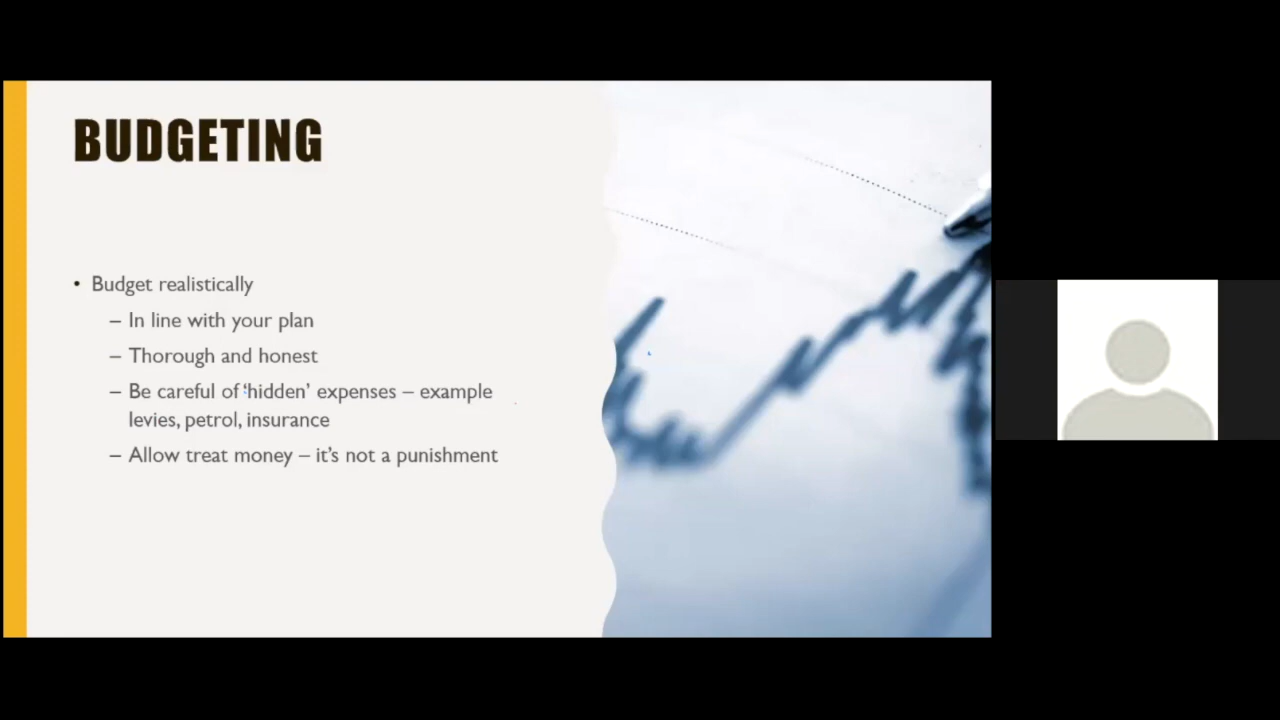 BUDGETING
• Budget realistically
– In line with your plan
– Thorough and honest
– Be careful of ‘hidden’ expenses – example
levies, petrol, insurance
– Allow treat money – it’s not a punishment